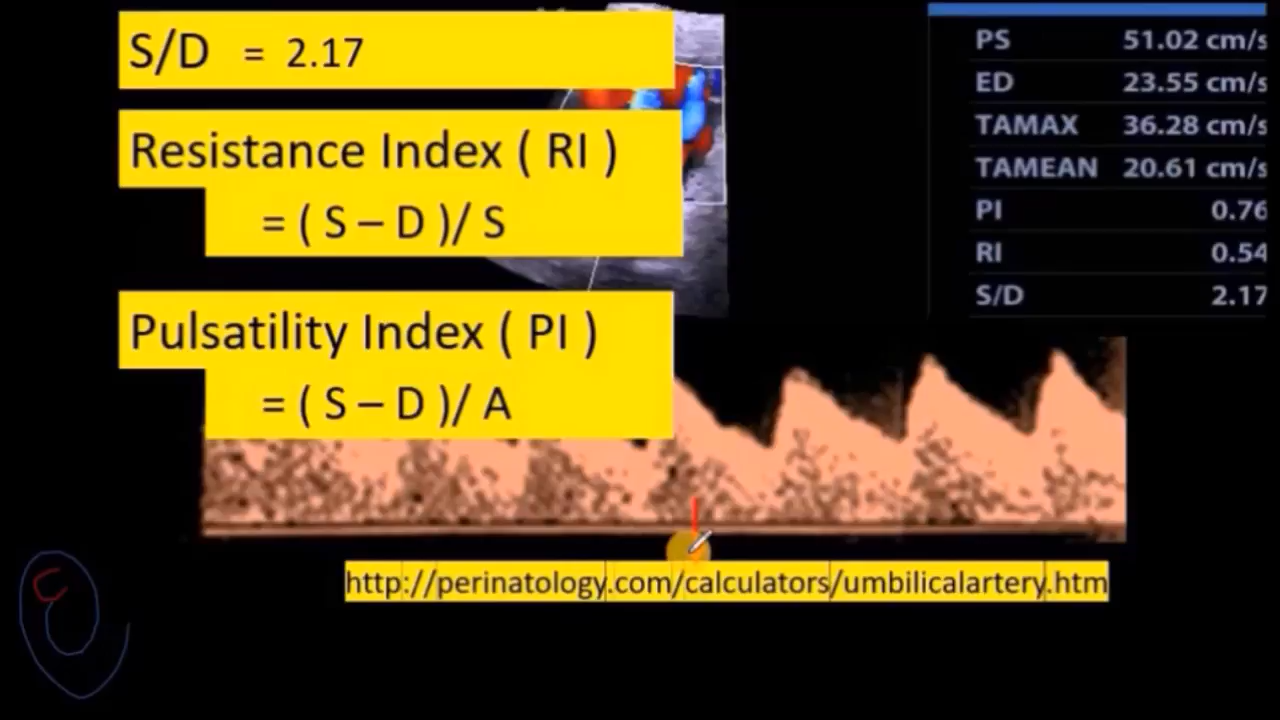 S/D = 2.17
Resistance Index ( RI )
= ( S – D )/ S
Pulsatility Index ( PI )
= ( S – D )/ A
PS 51.02 cm/s
ED 23.55 cm/s
TAMAX 36.28 cm/s
TAMEAN 20.61 cm/s
PI 0.76
RI 0.54
S/D 2.17
http://perinatology.com/calculators/umbilicalartery.htm